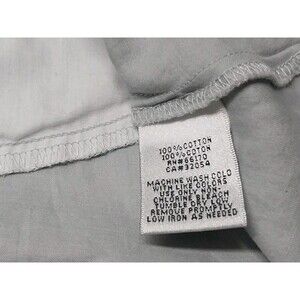 100% COTTON
100% COTON
RN#66170
CA#32054
MACHINE WASH COLD
WITH LIKE COLORS
USE ONLY NON-
CHLORINE BLEACH
TUMBLE DRY LOW
REMOVE PROMPTLY
LOW IRON AS NEEDED